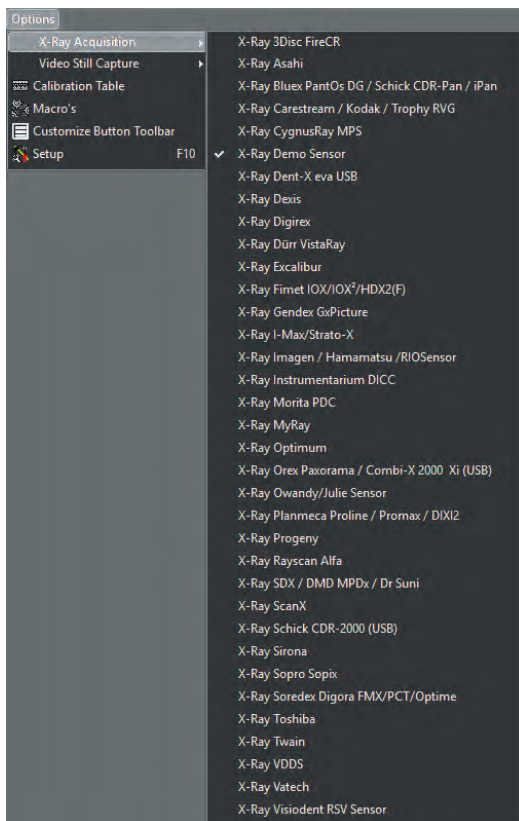 Options
X-Ray Acquisition
Video Still Capture
Calibration Table
Macro's
Customize Button Toolbar
Setup F10
X-Ray 3Disc FireCR
X-Ray Asahi
X-Ray Bluex PantOs DG / Schick CDR-Pan / iPan
X-Ray Carestream / Kodak / Trophy RVG
X-Ray CygnusRay MPS
X-Ray Demo Sensor
X-Ray Dent-X eva USB
X-Ray Dexis
X-Ray Digirex
X-Ray Dürr VistaRay
X-Ray Excalibur
X-Ray Fimet IOX/IOX²/HDX2(F)
X-Ray Gendex GxPicture
X-Ray I-Max/Strato-X
X-Ray Imagen / Hamamatsu /RIOSensor
X-Ray Instrumentarium DICC
X-Ray Morita PDC
X-Ray MyRay
X-Ray Optimum
X-Ray Orex Paxorama / Combi-X 2000 Xi (USB)
X-Ray Owandy/Julie Sensor
X-Ray Planmeca Proline / Promax / DIXI2
X-Ray Progeny
X-Ray Rayscan Alfa
X-Ray SDX / DMD MPDx / Dr Suni
X-Ray ScanX
X-Ray Schick CDR-2000 (USB)
X-Ray Sirona
X-Ray Sopro Sopix
X-Ray Soredex Digora FMX/PCT/Optime
X-Ray Toshiba
X-Ray Twain
X-Ray VDDS
X-Ray Vatech
X-Ray Visiodent RSV Sensor